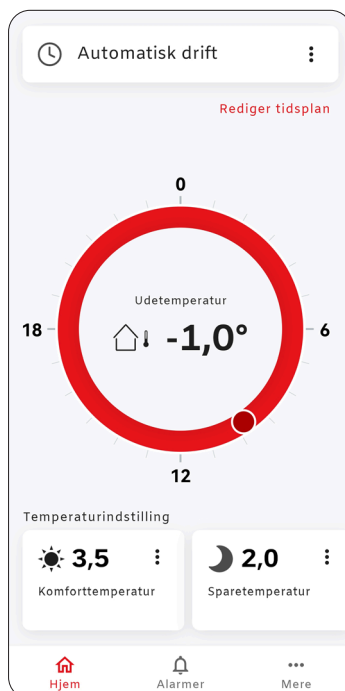 Automatisk drift
Rediger tidsplan
0
Udetemperatur
18
-1,0°
6
12
Temperaturindstilling
3,5
2,0
Komforttemperatur
Sparetemperatur
Hjem
Alarmer
Mere